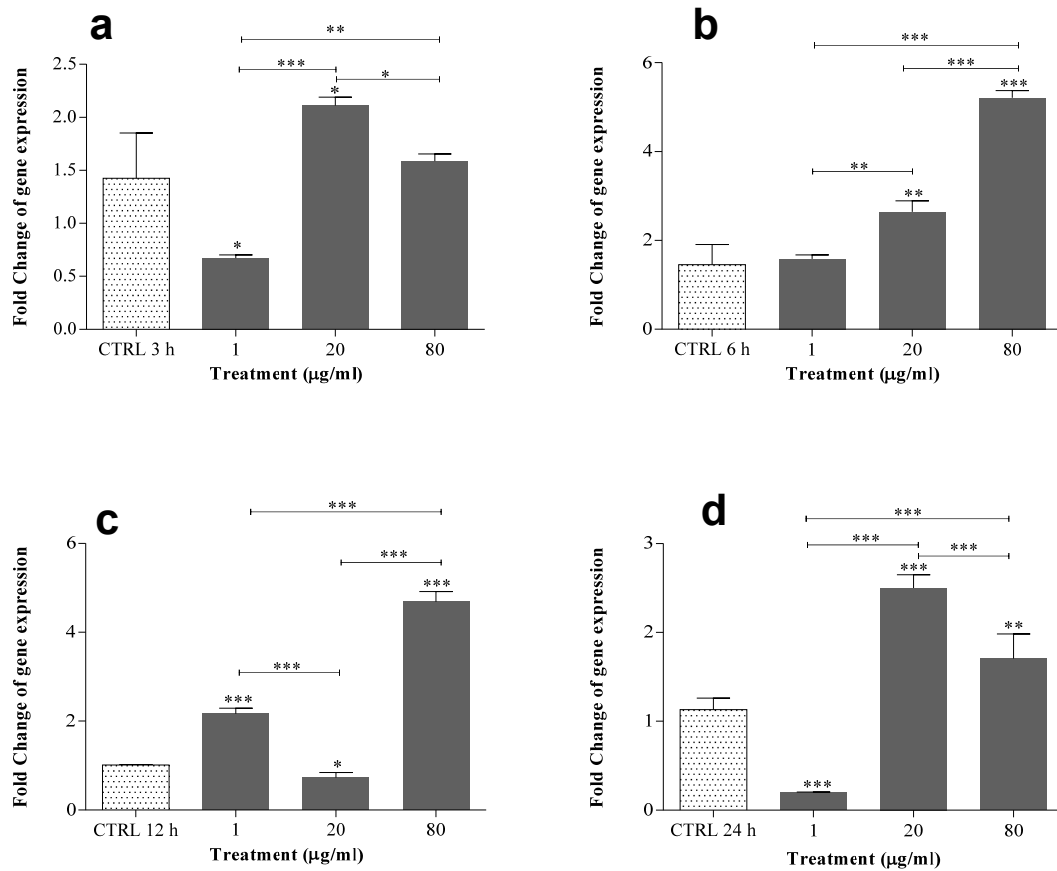 a
**
*** *
2.5
*
2.0
1.5
1.0
*
0.5
0.0
Fold Change of gene expression
CTRL 3 h 1 20 80
Treatment (μg/ml)
b
***
***
6
***
4
**
**
2
0
Fold Change of gene expression
CTRL 6 h 1 20 80
Treatment (μg/ml)
c
***
6
***
***
4
***
***
2
*
0
Fold Change of gene expression
CTRL 12 h 1 20 80
Treatment (μg/ml)
d
***
3
*** ***
***
2
**
1
***
0
Fold Change of gene expression
CTRL 24 h 1 20 80
Treatment (μg/ml)